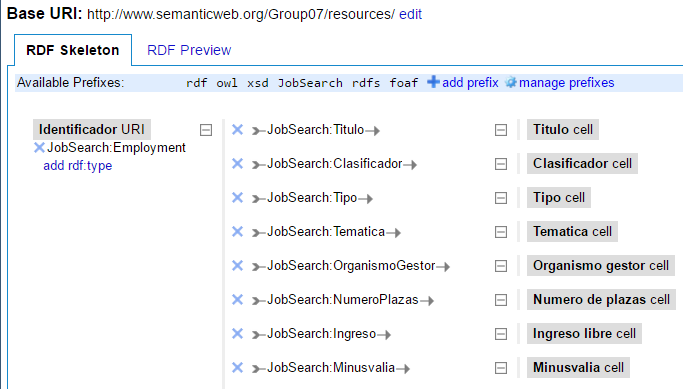 Base URI: http://www.semanticweb.org/Group07/resources/ edit
RDF Skeleton RDF Preview
Available Prefixes: rdf owl xsd JobSearch rdfs foaf add prefix manage prefixes
Identificador URI JobSearch:Titulo Titulo cell
JobSearch:Employment
add rdf:type JobSearch:Clasificador Clasificador cell
JobSearch:Tipo Tipo cell
JobSearch:Tematica Tematica cell
JobSearch:OrganismoGestor Organismo gestor cell
JobSearch:NumeroPlazas Numero de plazas cell
JobSearch:Ingreso Ingreso libre cell
JobSearch:Minusvalia Minusvalia cell